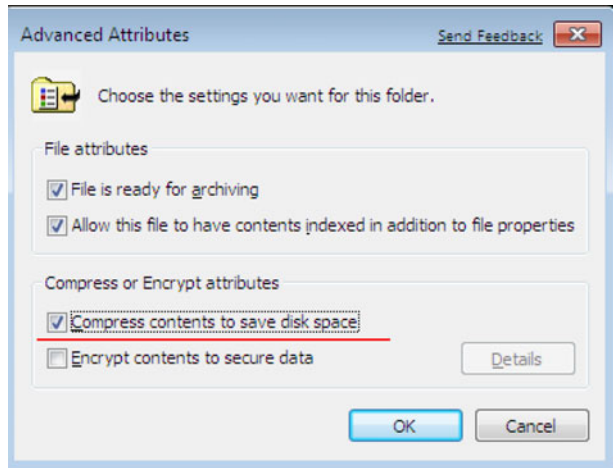 Advanced Attributes Send Feedback
Choose the settings you want for this folder.
File attributes
File is ready for archiving
Allow this file to have contents indexed in addition to file properties
Compress or Encrypt attributes
Compress contents to save disk space
Encrypt contents to secure data Details
OK Cancel